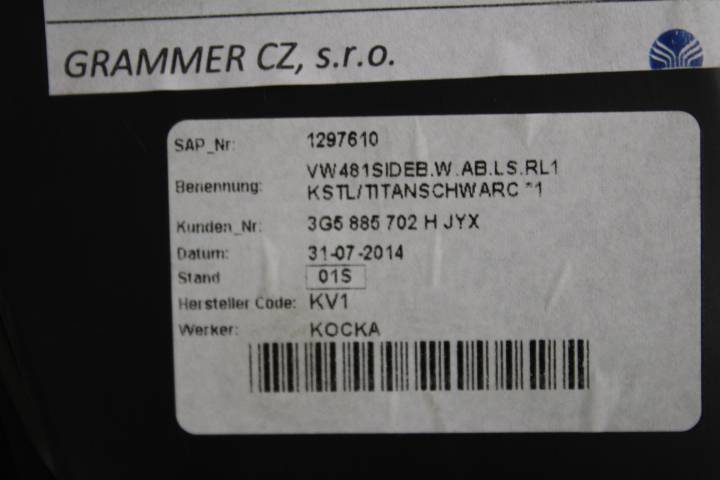 GRAMMER CZ, s.r.o.
SAP_Nr: 1297610
Benennung: VW481SIDEB.W.AB.LS.RL1
KSTL/TITANSCHWARC *1
Kunden_Nr: 3G5 885 702 H JYX
Datum: 31-07-2014
Stand 01S
Hersteller Code: KV1
Werker: KOCKA